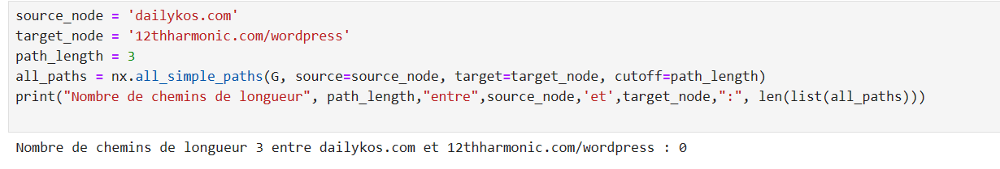 source_node = 'dailykos.com'
target_node = '12thharmonic.com/wordpress'
path_length = 3
all_paths = nx.all_simple_paths(G, source=source_node, target=target_node, cutoff=path_length)
print("Nombre de chemins de longueur", path_length,"entre",source_node,'et',target_node,":", len(list(all_paths)))
Nombre de chemins de longueur 3 entre dailykos.com et 12thharmonic.com/wordpress : 0